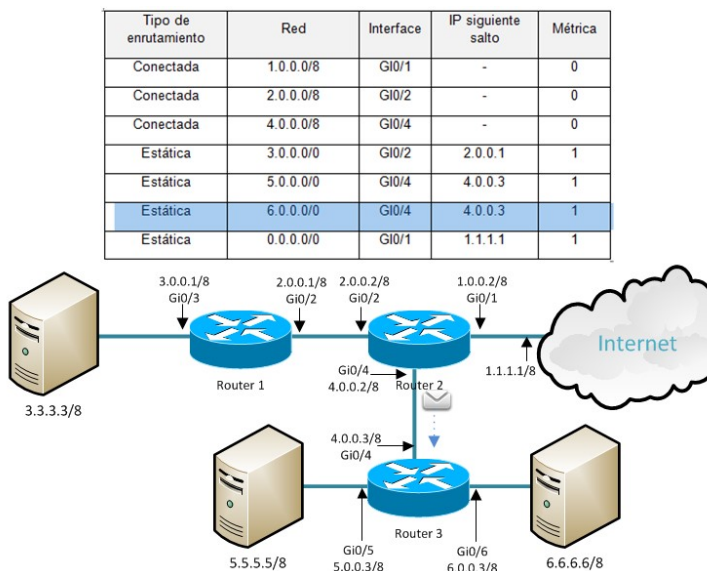 Tipo de enrutamiento Red Interface IP siguiente salto Métrica
Conectada 1.0.0.0/8 GI0/1 - 0
Conectada 2.0.0.0/8 GI0/2 - 0
Conectada 4.0.0.0/8 GI0/4 - 0
Estática 3.0.0.0/0 GI0/2 2.0.0.1 1
Estática 5.0.0.0/0 GI0/4 4.0.0.3 1
Estática 6.0.0.0/0 GI0/4 4.0.0.3 1
Estática 0.0.0.0/0 GI0/1 1.1.1.1 1
3.0.0.1/8
Gi0/3
2.0.0.1/8
Gi0/2
2.0.0.2/8
Gi0/2
1.0.0.2/8
Gi0/1
Internet
Router 1
Gi0/4
4.0.0.2/8
Router 2
1.1.1.1/8
3.3.3.3/8
4.0.0.3/8
Gi0/4
Router 3
5.5.5.5/8
Gi0/5
5.0.0.3/8
Gi0/6
6.0.0.3/8
6.6.6.6/8